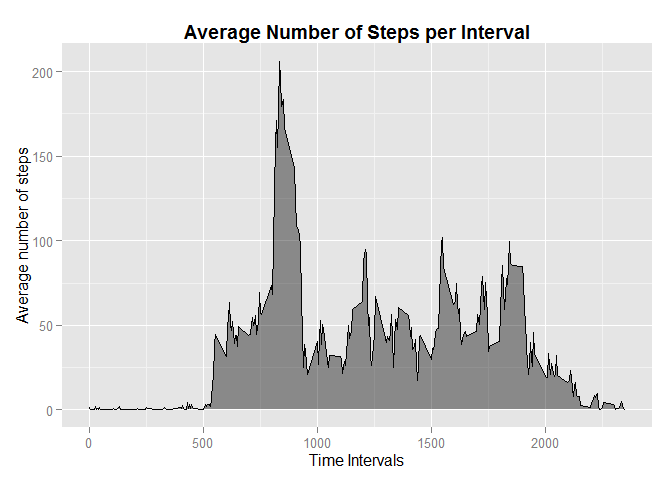 Average Number of Steps per Interval
Average number of steps
200
150
100
50
0
0 500 1000 1500 2000
Time Intervals